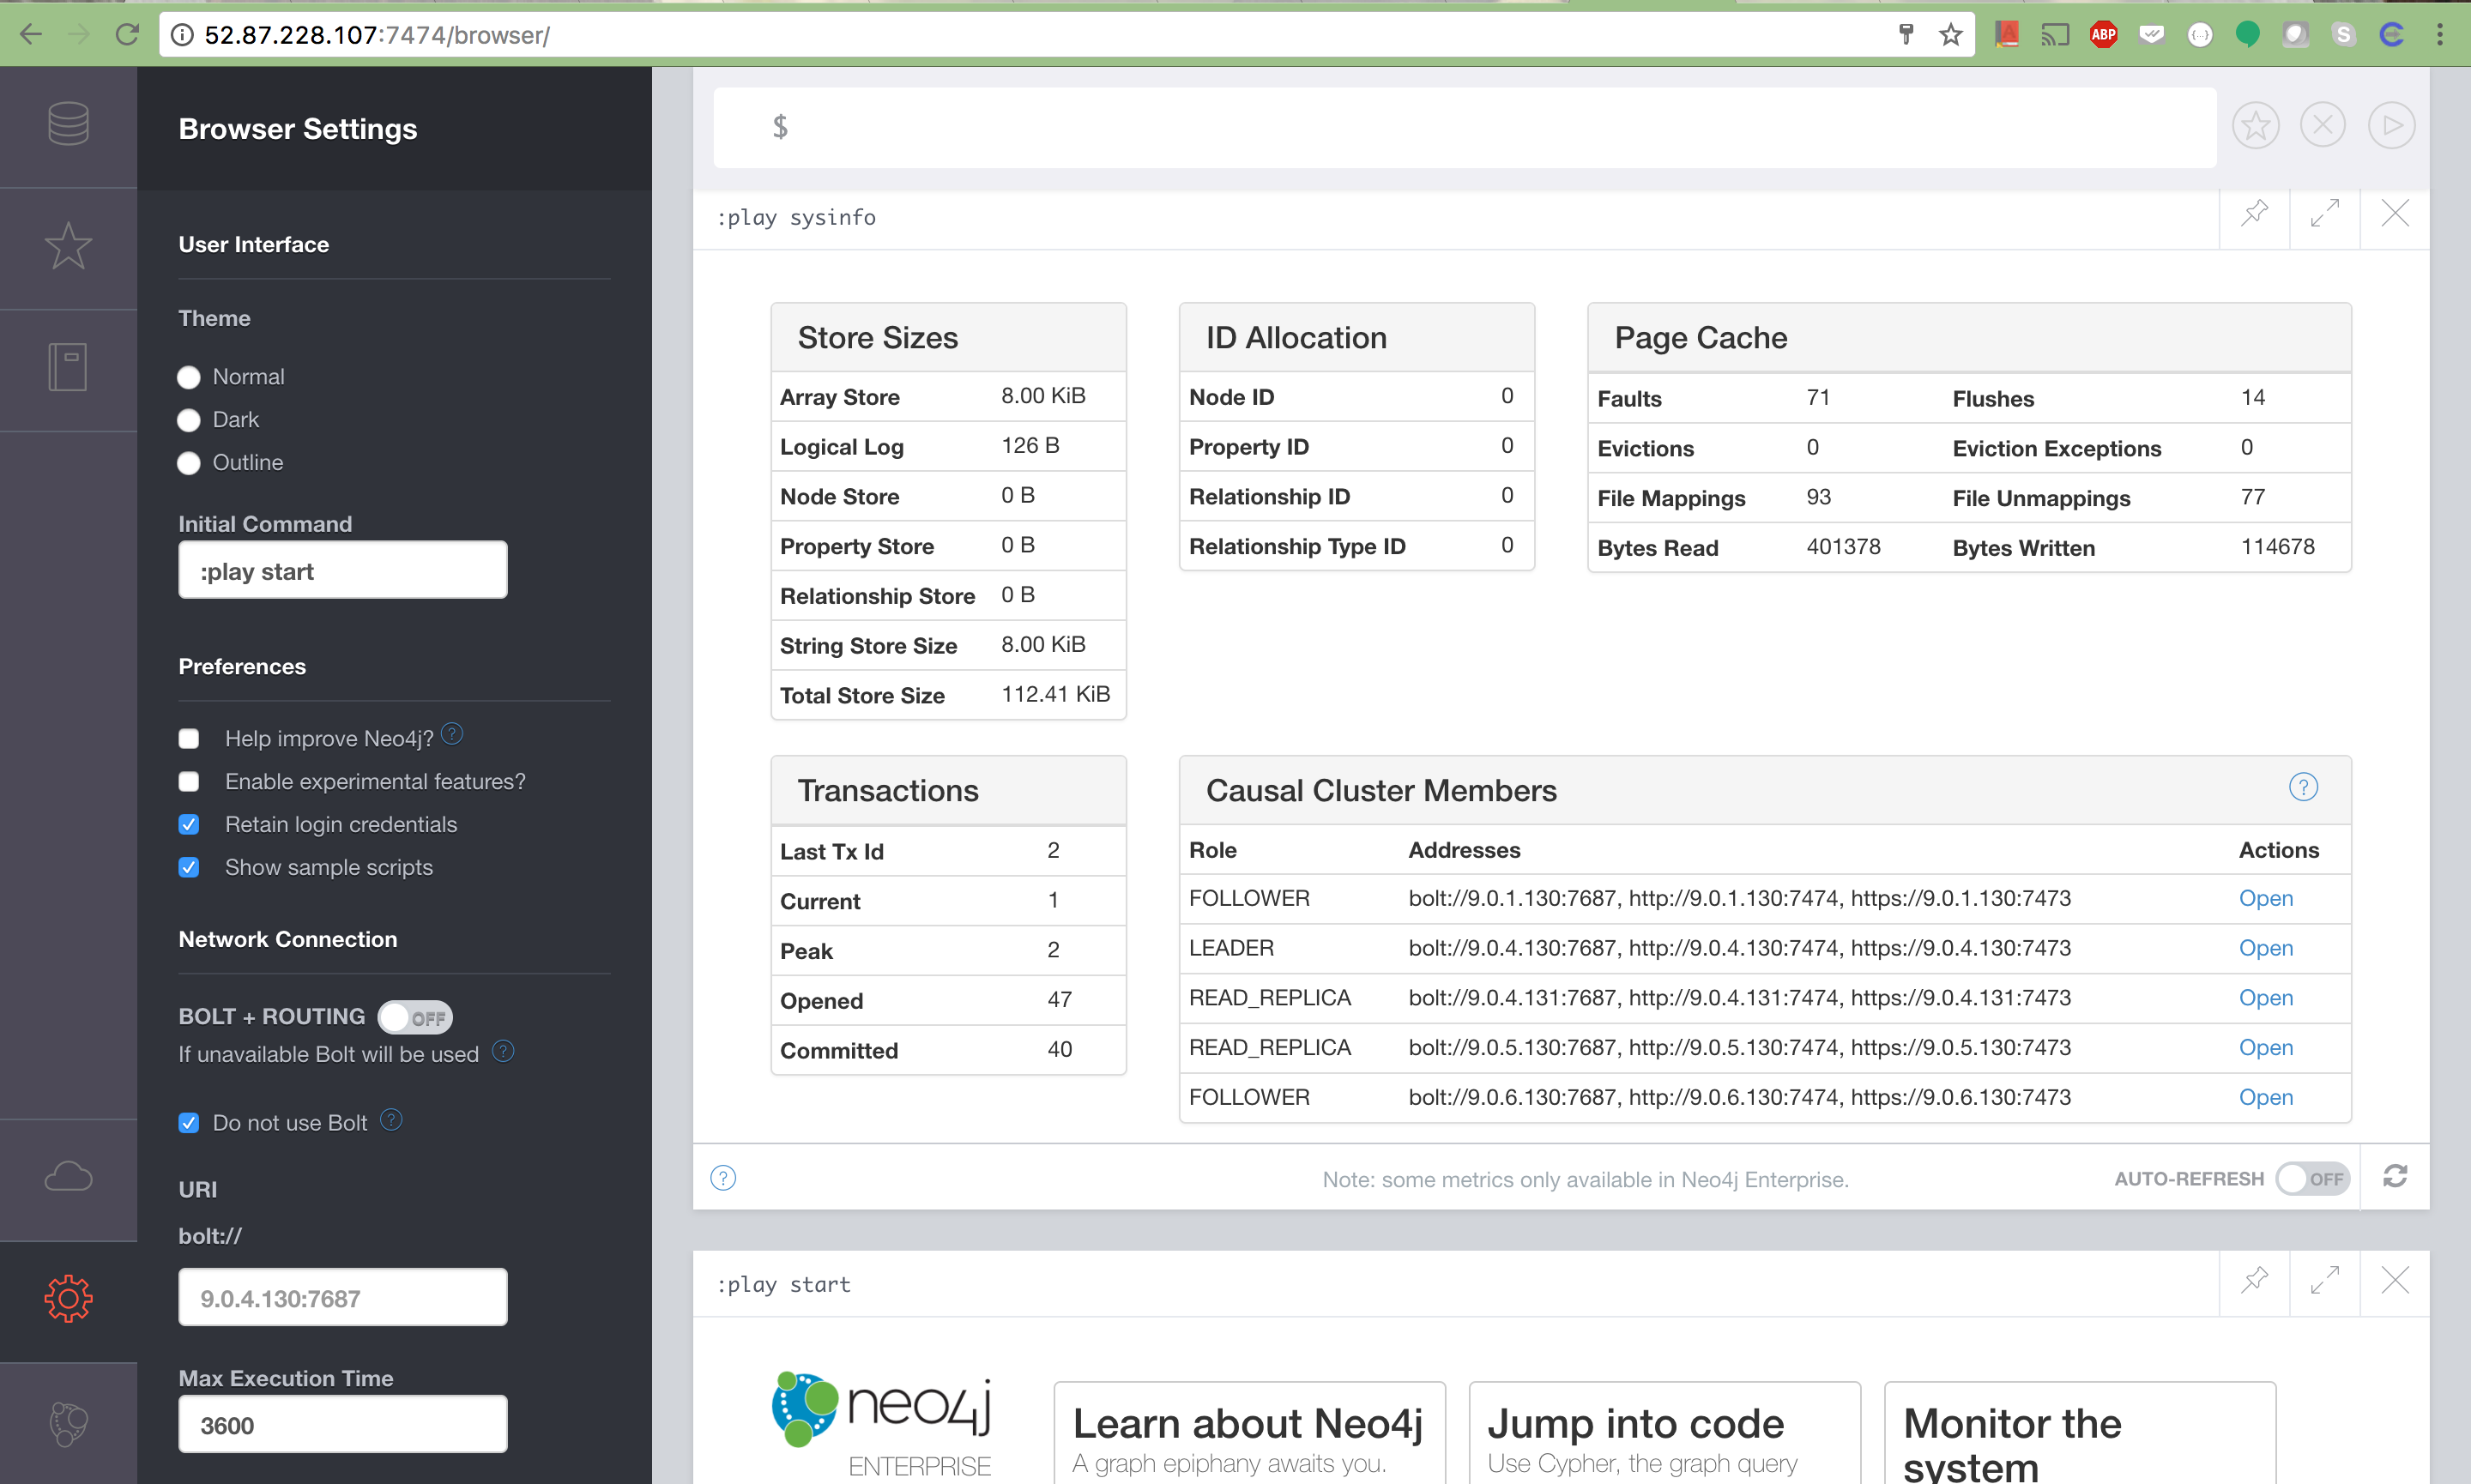 52.87.228.107:7474/browser/
ABP
Browser Settings
User Interface
Theme
Normal
Dark
Outline
Initial Command
:play start
Preferences
Help improve Neo4j? ?
Enable experimental features?
Retain login credentials
Show sample scripts
Network Connection
BOLT + ROUTING OFF
If unavailable Bolt will be used ?
Do not use Bolt ?
URI
bolt://
9.0.4.130:7687
Max Execution Time
3600
$
:play sysinfo
Store Sizes
Array Store 8.00 KiB
Logical Log 126 B
Node Store 0 B
Property Store 0 B
Relationship Store 0 B
String Store Size 8.00 KiB
Total Store Size 112.41 KiB
ID Allocation
Node ID 0
Property ID 0
Relationship ID 0
Relationship Type ID 0
Page Cache
Faults 71 Flushes 14
Evictions 0 Eviction Exceptions 0
File Mappings 93 File Unmappings 77
Bytes Read 401378 Bytes Written 114678
Transactions
Last Tx Id 2
Current 1
Peak 2
Opened 47
Committed 40
Causal Cluster Members ?
Role Addresses Actions
FOLLOWER bolt://9.0.1.130:7687, http://9.0.1.130:7474, https://9.0.1.130:7473 Open
LEADER bolt://9.0.4.130:7687, http://9.0.4.130:7474, https://9.0.4.130:7473 Open
READ_REPLICA bolt://9.0.4.131:7687, http://9.0.4.131:7474, https://9.0.4.131:7473 Open
READ_REPLICA bolt://9.0.5.130:7687, http://9.0.5.130:7474, https://9.0.5.130:7473 Open
FOLLOWER bolt://9.0.6.130:7687, http://9.0.6.130:7474, https://9.0.6.130:7473 Open
? Note: some metrics only available in Neo4j Enterprise. AUTO-REFRESH OFF
:play start
neo4j
ENTERPRISE
Learn about Neo4j
A graph epiphany awaits you.
Jump into code
Use Cypher, the graph query
Monitor the
system